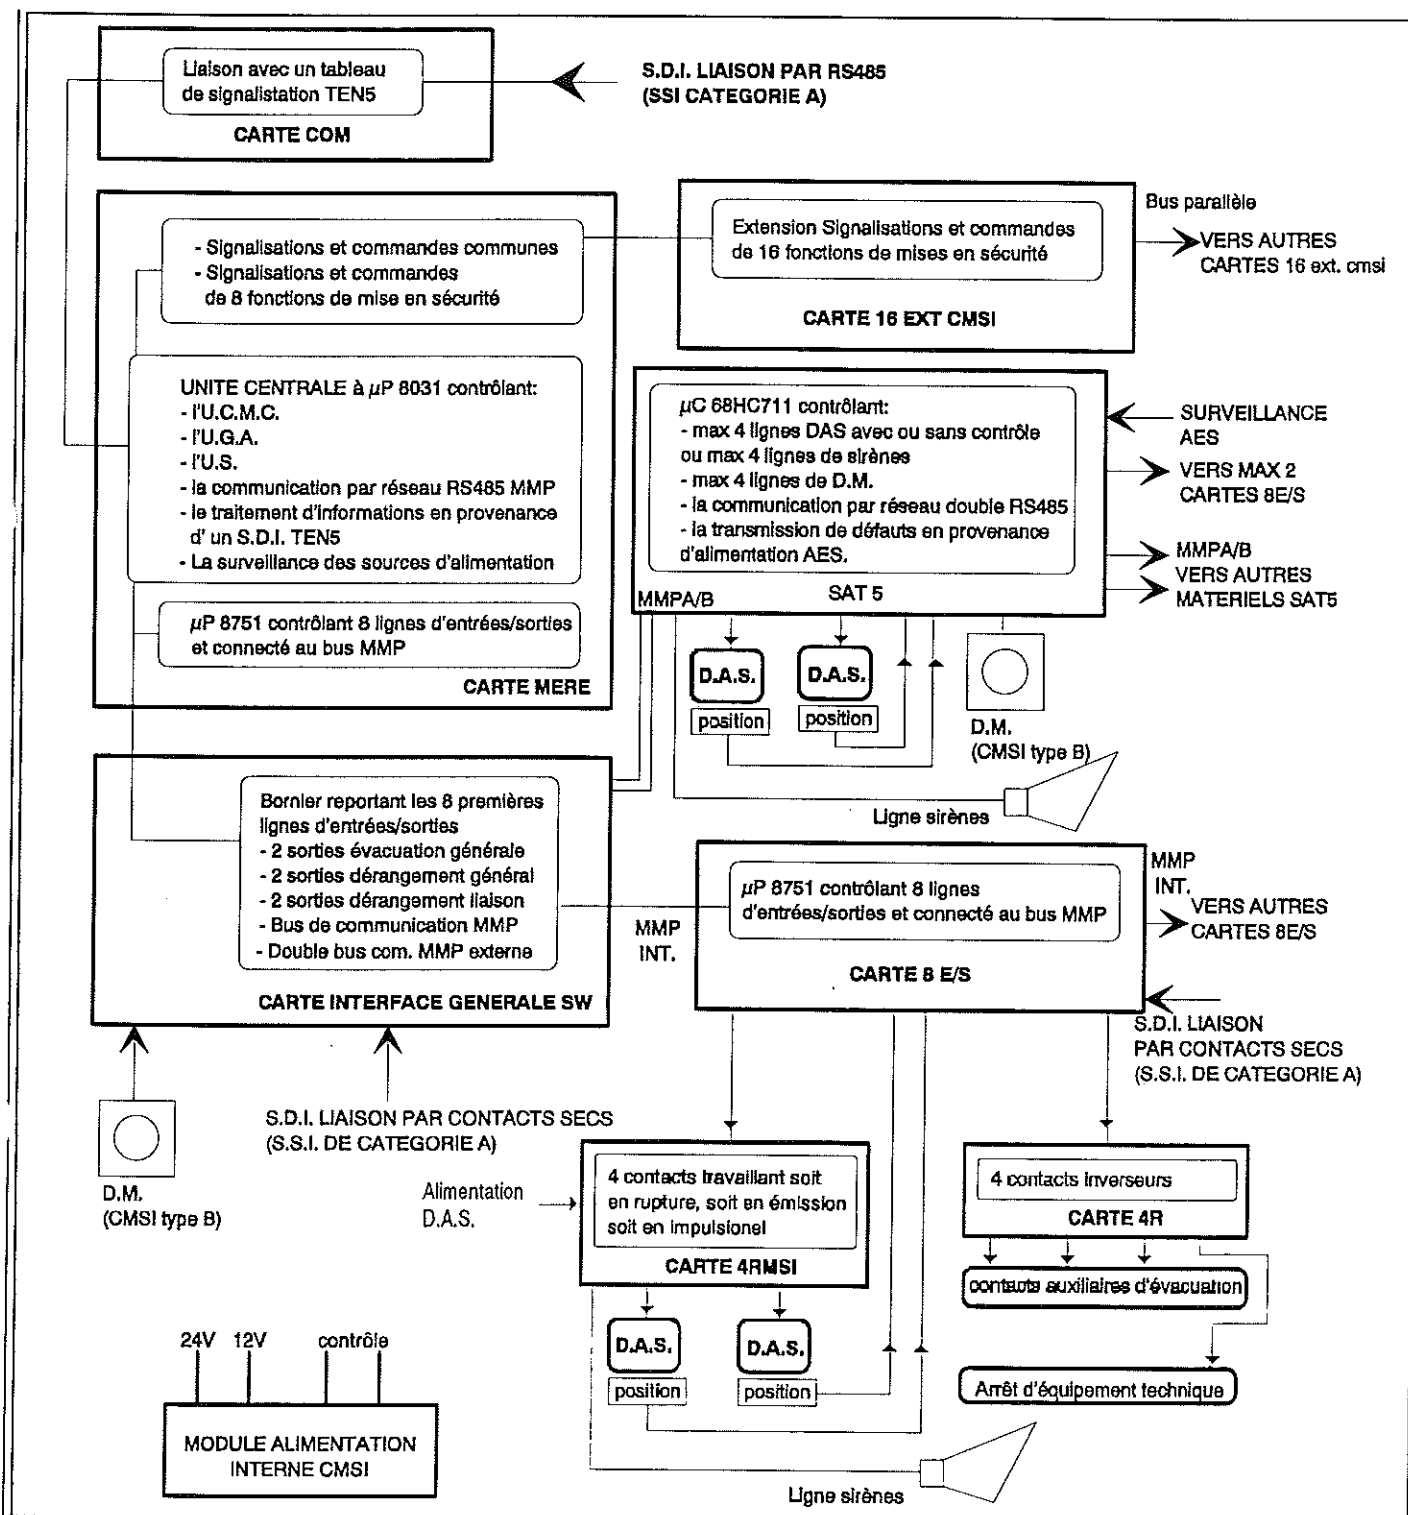 Liaison avec un tableau
de signalistation TEN5
CARTE COM
S.D.I. LIAISON PAR RS485
(SSI CATEGORIE A)
- Signalisations et commandes communes
- Signalisations et commandes
de 8 fonctions de mise en sécurité
UNITE CENTRALE à µP 8031 contrôlant:
- l'U.C.M.C.
- l'U.G.A.
- l'U.S.
- la communication par réseau RS485 MMP
- le traitement d'informations en provenance
d' un S.D.I. TEN5
- La surveillance des sources d'alimentation
µP 8751 contrôlant 8 lignes d'entrées/sorties
et connecté au bus MMP
CARTE MERE
Extension Signalisations et commandes
de 16 fonctions de mises en sécurité
CARTE 16 EXT CMSI
Bus parallèle
VERS AUTRES
CARTES 16 ext. cmsi
µC 68HC711 contrôlant:
- max 4 lignes DAS avec ou sans contrôle
ou max 4 lignes de sirènes
- max 4 lignes de D.M.
- la communication par réseau double RS485
- la transmission de défauts en provenance
d'alimentation AES.
MMPA/B
SAT 5
SURVEILLANCE
AES
VERS MAX 2
CARTES 8E/S
MMPA/B
VERS AUTRES
MATERIELS SAT5
D.A.S.
position
D.A.S.
position
D.M.
(CMSI type B)
Ligne sirènes
Bornier reportant les 8 premières
lignes d'entrées/sorties
- 2 sorties évacuation générale
- 2 sorties dérangement général
- 2 sorties dérangement liaison
- Bus de communication MMP
- Double bus com. MMP externe
CARTE INTERFACE GENERALE SW
MMP
INT.
µP 8751 contrôlant 8 lignes
d'entrées/sorties et connecté au bus MMP
CARTE 8 E/S
MMP
INT.
VERS AUTRES
CARTES 8E/S
S.D.I. LIAISON
PAR CONTACTS SECS
(S.S.I. DE CATEGORIE A)
D.M.
(CMSI type B)
S.D.I. LIAISON PAR CONTACTS SECS
(S.S.I. DE CATEGORIE A)
Alimentation
D.A.S.
4 contacts travaillant soit
en rupture, soit en émission
soit en impulsionel
CARTE 4RMSI
4 contacts inverseurs
CARTE 4R
contacts auxiliaires d'évacuation
Arrêt d'équipement technique
D.A.S.
position
D.A.S.
position
Ligne sirènes
24V
12V
contrôle
MODULE ALIMENTATION
INTERNE CMSI